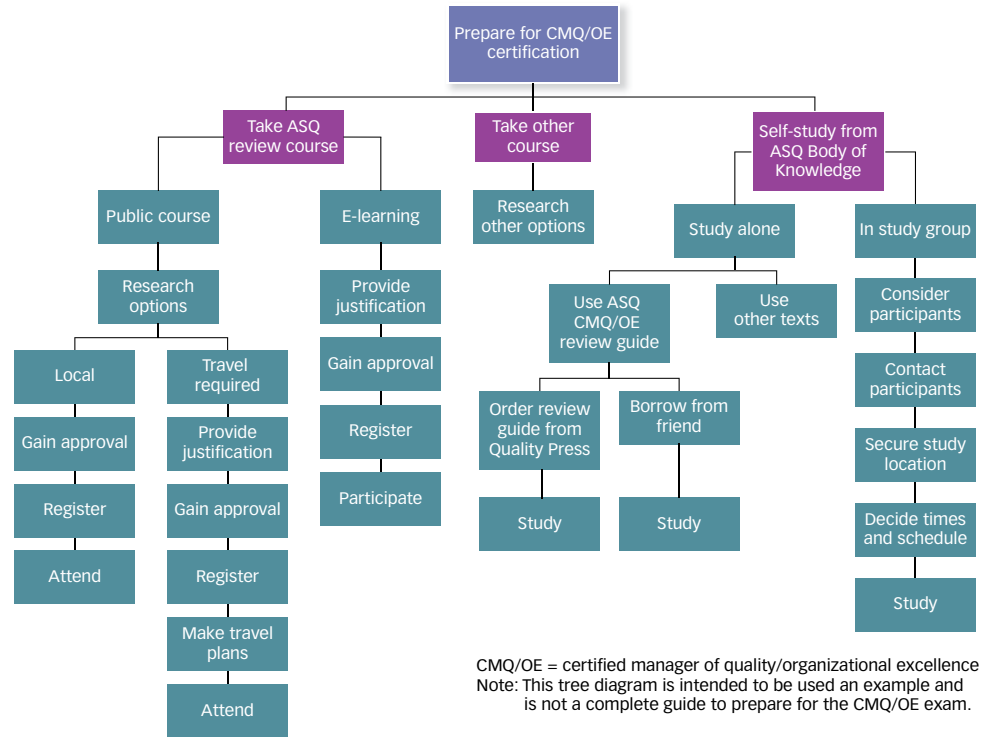 Prepare for CMQ/OE
certification
Take ASQ
review course
Take other
course
Self-study from
ASQ Body of
Knowledge
Public course
E-learning
Research
other options
Study alone
In study group
Research
options
Provide
justification
Use ASQ
CMQ/OE
review guide
Use
other texts
Consider
participants
Local
Travel
required
Gain approval
Contact
participants
Gain approval
Provide
justification
Register
Order review
guide from
Quality Press
Borrow from
friend
Secure study
location
Register
Gain approval
Participate
Study
Study
Decide times
and schedule
Attend
Register
Study
Make travel
plans
Attend
CMQ/OE = certified manager of quality/organizational excellence
Note: This tree diagram is intended to be used an example and
is not a complete guide to prepare for the CMQ/OE exam.